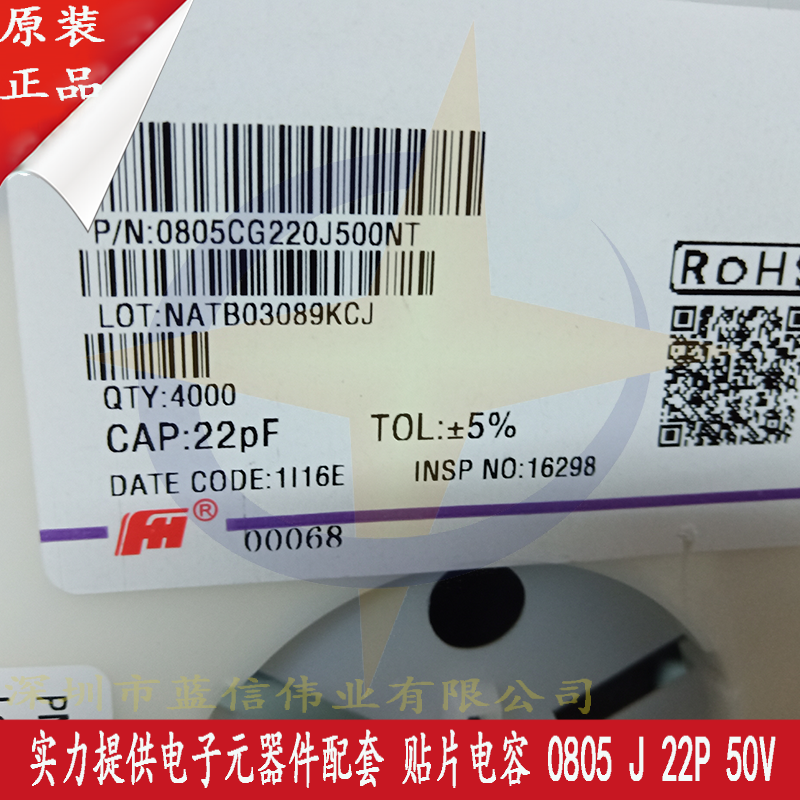 原装
正品
P/N:0805CG220J500NT
RoHS
LOT:NATB03089KCJ
QTY:4000
CAP:22pF TOL:±5%
DATE CODE:1I16E INSP NO:16298
FH®
00068
深圳市蓝信伟业有限公司
实力提供电子元器件配套 贴片电容 0805 J 22P 50V